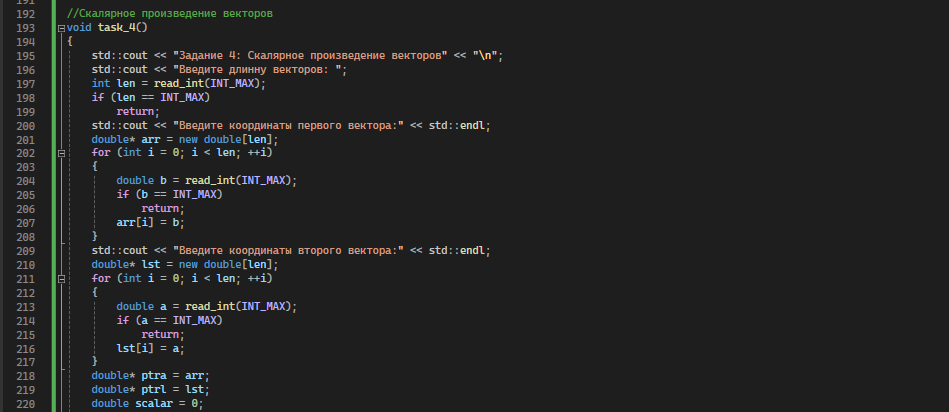 191
192 //Скалярное произведение векторов
193 void task_4()
194 {
195 std::cout << "Задание 4: Скалярное произведение векторов" << "\n";
196 std::cout << "Введите длинну векторов: ";
197 int len = read_int(INT_MAX);
198 if (len == INT_MAX)
199 return;
200 std::cout << "Введите координаты первого вектора:" << std::endl;
201 double* arr = new double[len];
202 for (int i = 0; i < len; ++i)
203 {
204 double b = read_int(INT_MAX);
205 if (b == INT_MAX)
206 return;
207 arr[i] = b;
208 }
209 std::cout << "Введите координаты второго вектора:" << std::endl;
210 double* lst = new double[len];
211 for (int i = 0; i < len; ++i)
212 {
213 double a = read_int(INT_MAX);
214 if (a == INT_MAX)
215 return;
216 lst[i] = a;
217 }
218 double* ptra = arr;
219 double* ptrl = lst;
220 double scalar = 0;